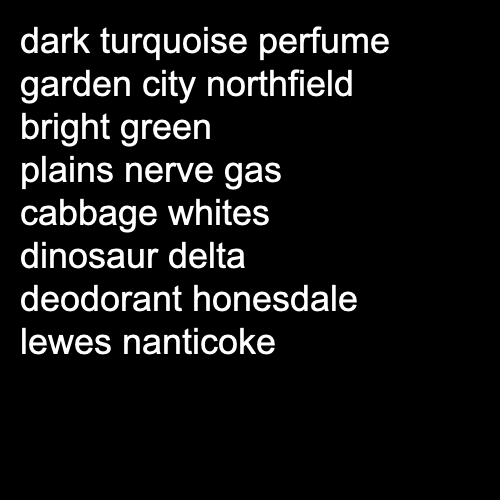 dark turquoise perfume
garden city northfield
bright green
plains nerve gas
cabbage whites
dinosaur delta
deodorant honesdale
lewes nanticoke